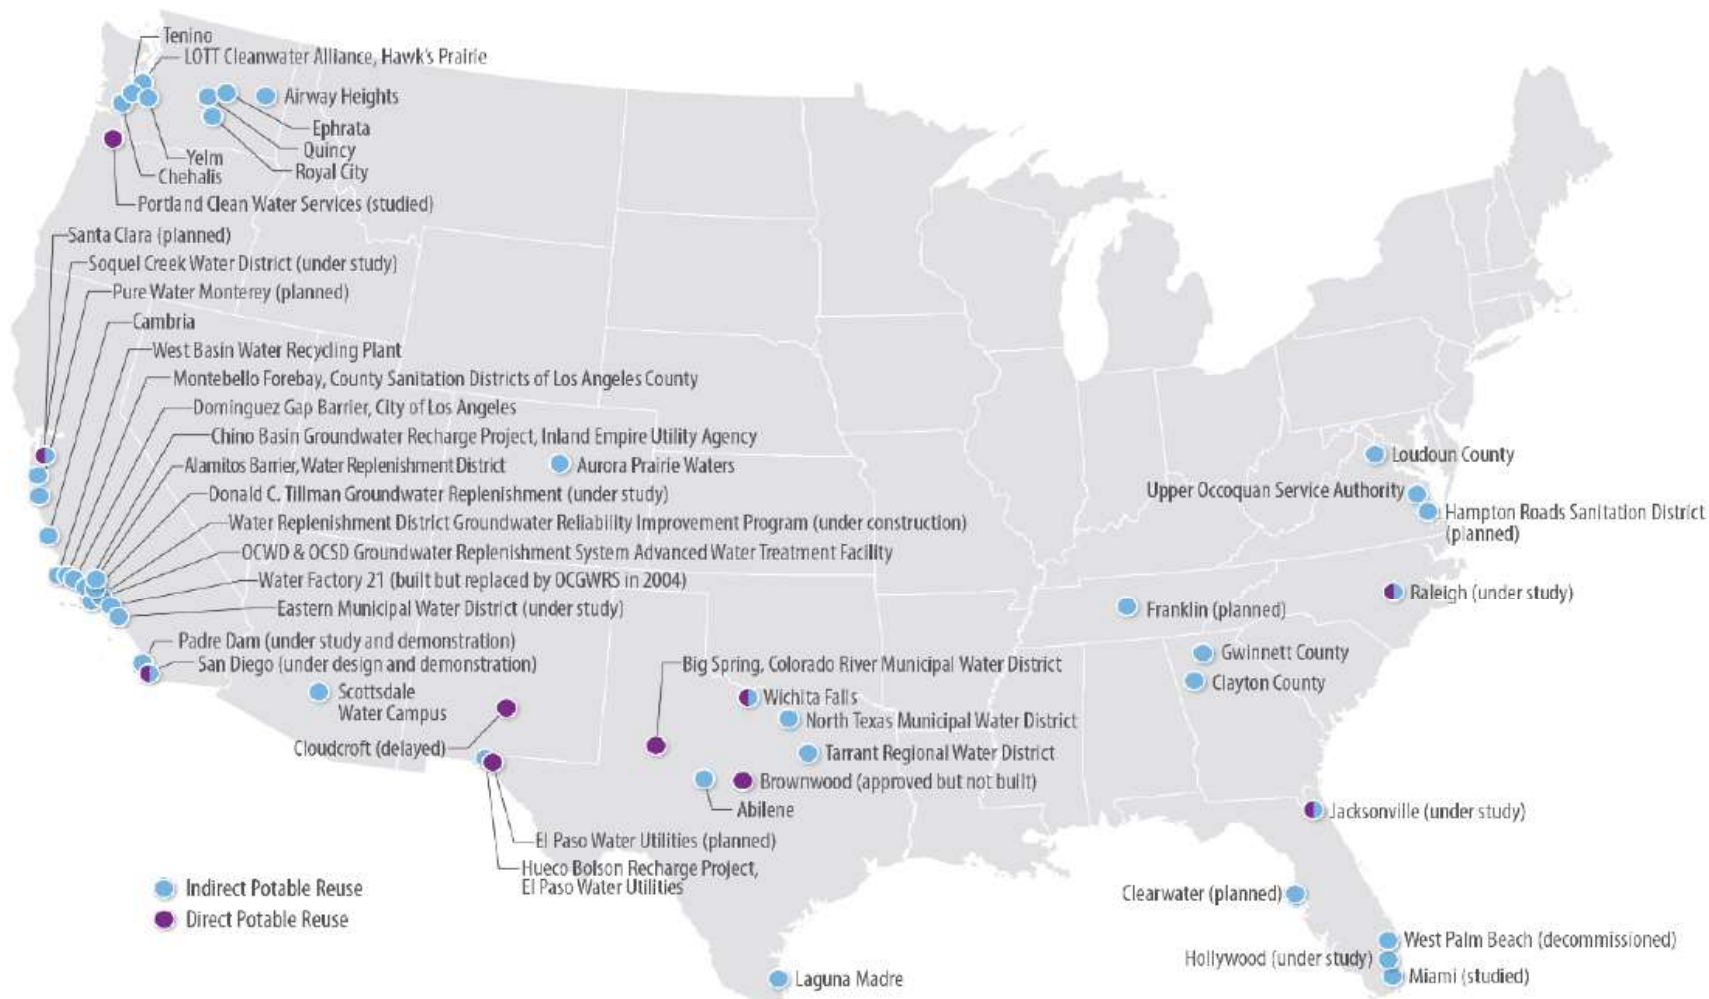 Tenino
LOTT Cleanwater Alliance, Hawk's Prairie
Airway Heights
Ephrata
Quincy
Yelm
Royal City
Chehalis
Portland Clean Water Services (studied)
Santa Clara (planned)
Soquel Creek Water District (under study)
Pure Water Monterey (planned)
Cambria
West Basin Water Recycling Plant
Montebello Forebay, County Sanitation Districts of Los Angeles County
Dominguez Gap Barrier, City of Los Angeles
Chino Basin Groundwater Recharge Project, Inland Empire Utility Agency
Alamitos Barrier, Water Replenishment District
Aurora Prairie Waters
Donald C. Tillman Groundwater Replenishment (under study)
Water Replenishment District Groundwater Reliability Improvement Program (under construction)
OCWD & OCSD Groundwater Replenishment System Advanced Water Treatment Facility
Water Factory 21 (built but replaced by OCGWRS in 2004)
Eastern Municipal Water District (under study)
Padre Dam (under study and demonstration)
San Diego (under design and demonstration)
Scottsdale
Water Campus
Cloudcroft (delayed)
Big Spring, Colorado River Municipal Water District
Wichita Falls
North Texas Municipal Water District
Tarrant Regional Water District
Brownwood (approved but not built)
Abilene
El Paso Water Utilities (planned)
Hueco Bolson Recharge Project,
El Paso Water Utilities
Laguna Madre
Loudoun County
Upper Occoquan Service Authority
Hampton Roads Sanitation District
(planned)
Raleigh (under study)
Franklin (planned)
Gwinnett County
Clayton County
Jacksonville (under study)
Clearwater (planned)
West Palm Beach (decommissioned)
Hollywood (under study)
Miami (studied)
Indirect Potable Reuse
Direct Potable Reuse